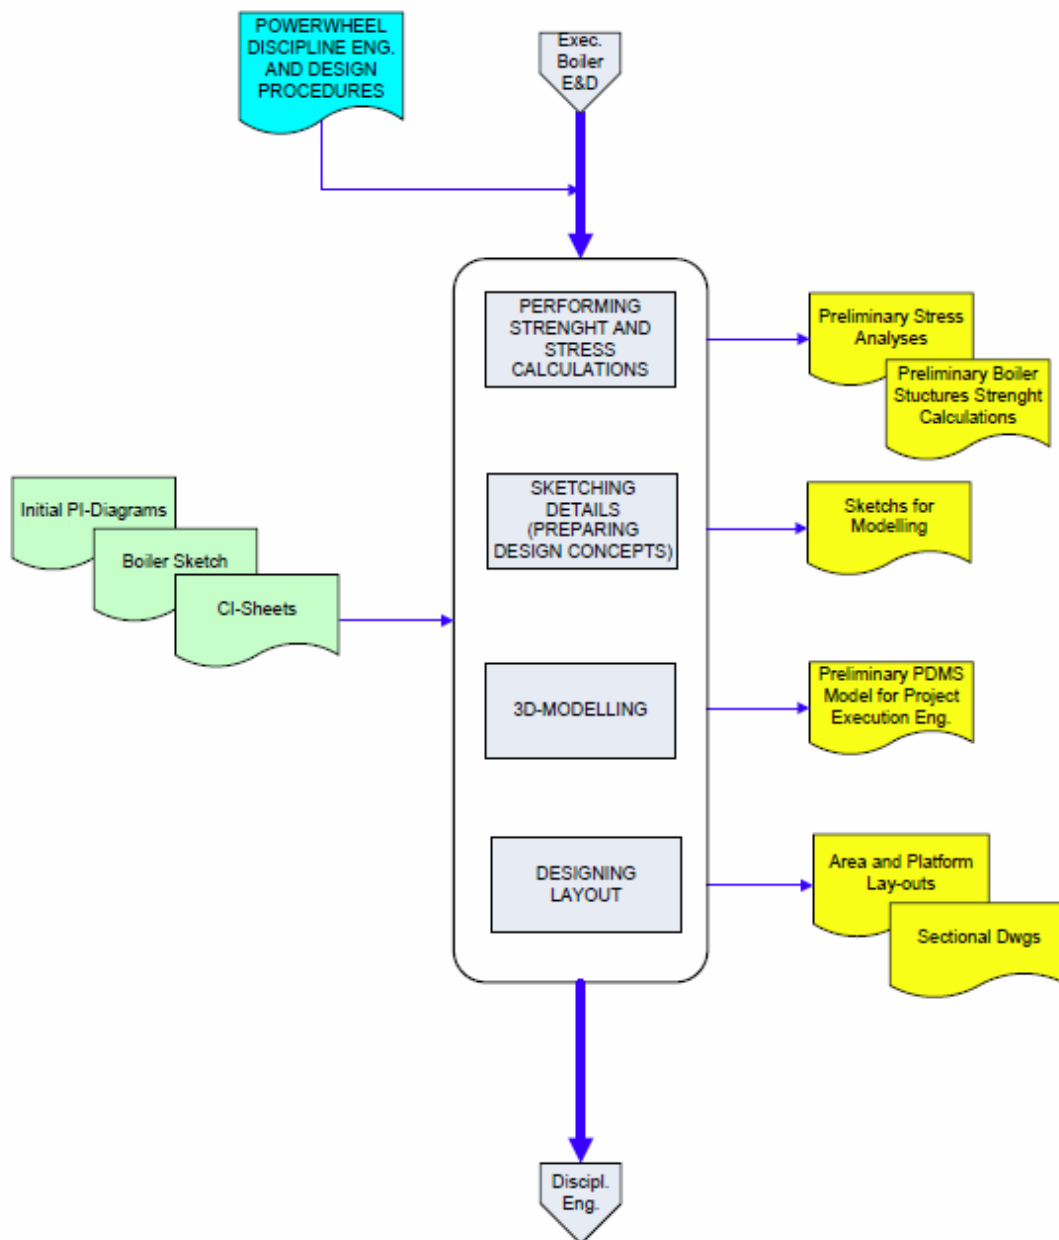 POWERWHEEL
DISCIPLINE ENG.
AND DESIGN
PROCEDURES
Exec.
Boiler
E&D
PERFORMING
STRENGHT AND
STRESS
CALCULATIONS
Preliminary Stress
Analyses
Preliminary Boiler
Stuctures Strenght
Calculations
Initial PI-Diagrams
Boiler Sketch
CI-Sheets
SKETCHING
DETAILS
(PREPARING
DESIGN CONCEPTS)
Sketchs for
Modelling
3D-MODELLING
Preliminary PDMS
Model for Project
Execution Eng.
DESIGNING
LAYOUT
Area and Platform
Lay-outs
Sectional Dwgs
Discipl.
Eng.